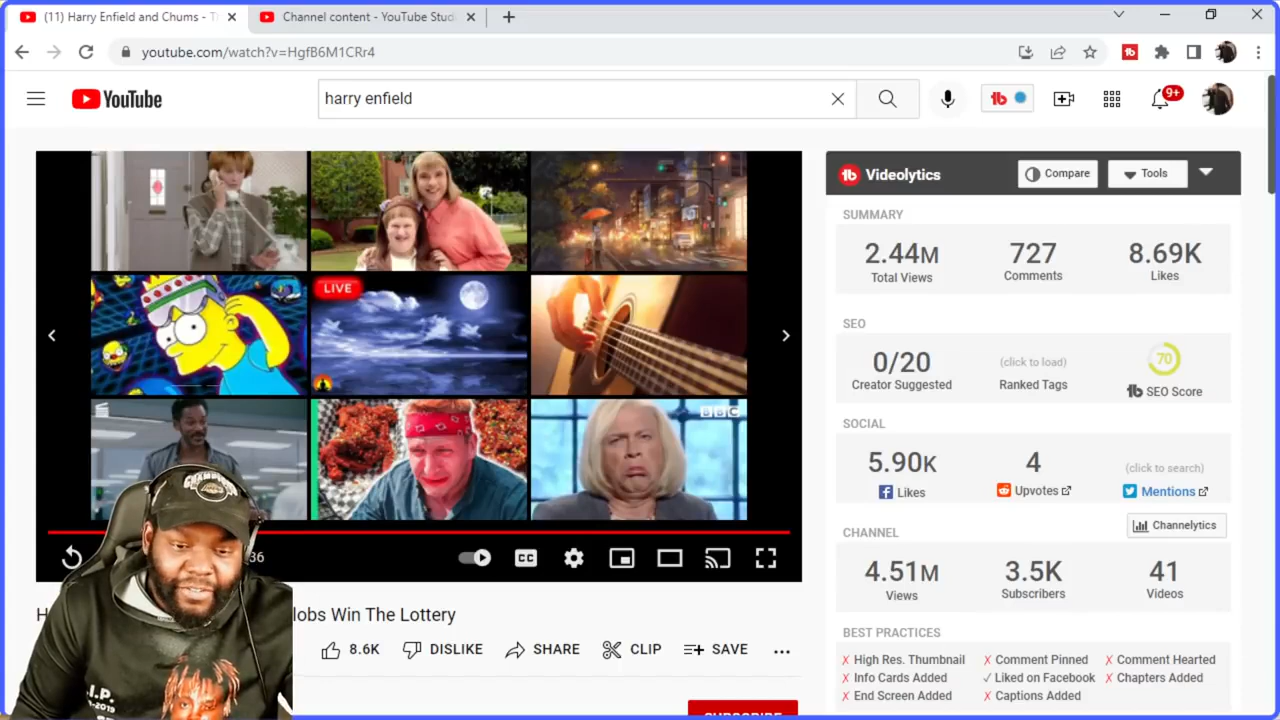 (11) Harry Enfield and Chums - T
Channel content - YouTube Studi
youtube.com/watch?v=HgfB6M1CRr4
YouTube
harry enfield
9+
LIVE
BBC
36
CC
lobs Win The Lottery
8.6K
DISLIKE
SHARE
CLIP
SAVE
SUBSCRIBE
Videolytics
Compare
Tools
SUMMARY
2.44M
727
8.69K
Total Views
Comments
Likes
SEO
0/20
(click to load)
70
Creator Suggested
Ranked Tags
SEO Score
SOCIAL
5.90K
4
(click to search)
Likes
Upvotes
Mentions
CHANNEL
Channelytics
4.51M
3.5K
41
Views
Subscribers
Videos
BEST PRACTICES
✗ High Res. Thumbnail
✗ Comment Pinned
✗ Comment Hearted
✗ Info Cards Added
✓ Liked on Facebook
✗ Chapters Added
✗ End Screen Added
✗ Captions Added